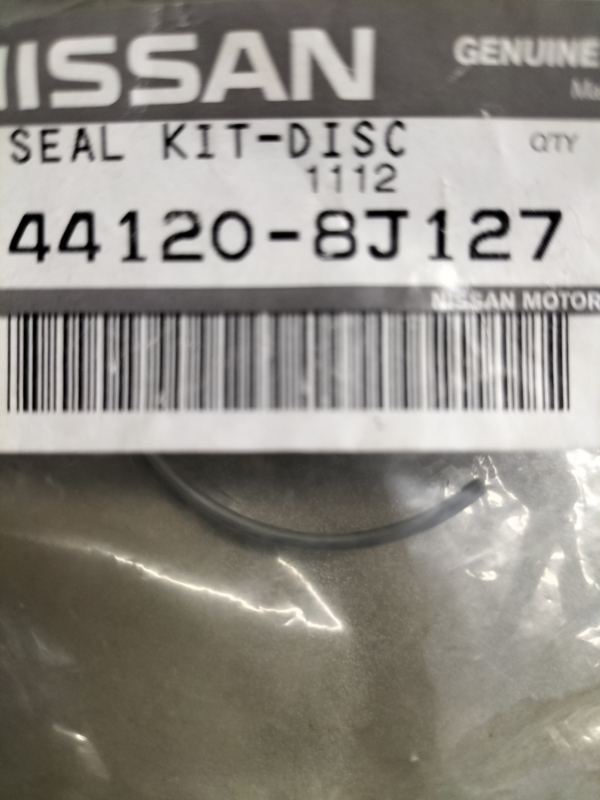 NISSAN
GENUINE
SEAL KIT-DISC
QTY
1112
44120-8J127
NISSAN MOTOR